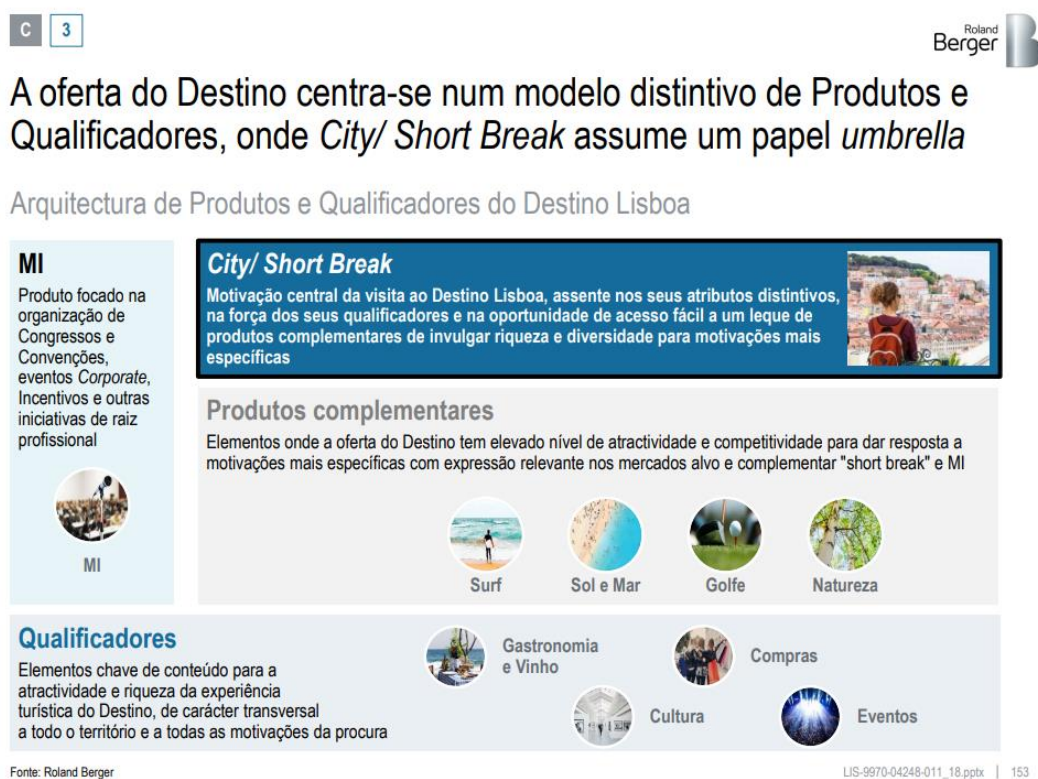 C 3
Roland
Berger
A oferta do Destino centra-se num modelo distintivo de Produtos e
Qualificadores, onde City/ Short Break assume um papel umbrella
Arquitectura de Produtos e Qualificadores do Destino Lisboa
MI
Produto focado na
organização de
Congressos e
Convenções,
eventos Corporate,
Incentivos e outras
iniciativas de raiz
profissional
MI
City/ Short Break
Motivação central da visita ao Destino Lisboa, assente nos seus atributos distintivos,
na força dos seus qualificadores e na oportunidade de acesso fácil a um leque de
produtos complementares de invulgar riqueza e diversidade para motivações mais
específicas
Produtos complementares
Elementos onde a oferta do Destino tem elevado nível de atractividade e competitividade para dar resposta a
motivações mais específicas com expressão relevante nos mercados alvo e complementar "short break" e MI
Surf
Sol e Mar
Golfe
Natureza
Qualificadores
Elementos chave de conteúdo para a
atractividade e riqueza da experiência
turística do Destino, de carácter transversal
a todo o território e a todas as motivações da procura
Gastronomia
e Vinho
Compras
Cultura
Eventos
Fonte: Roland Berger
LIS-9970-04248-011_18.pptx | 153